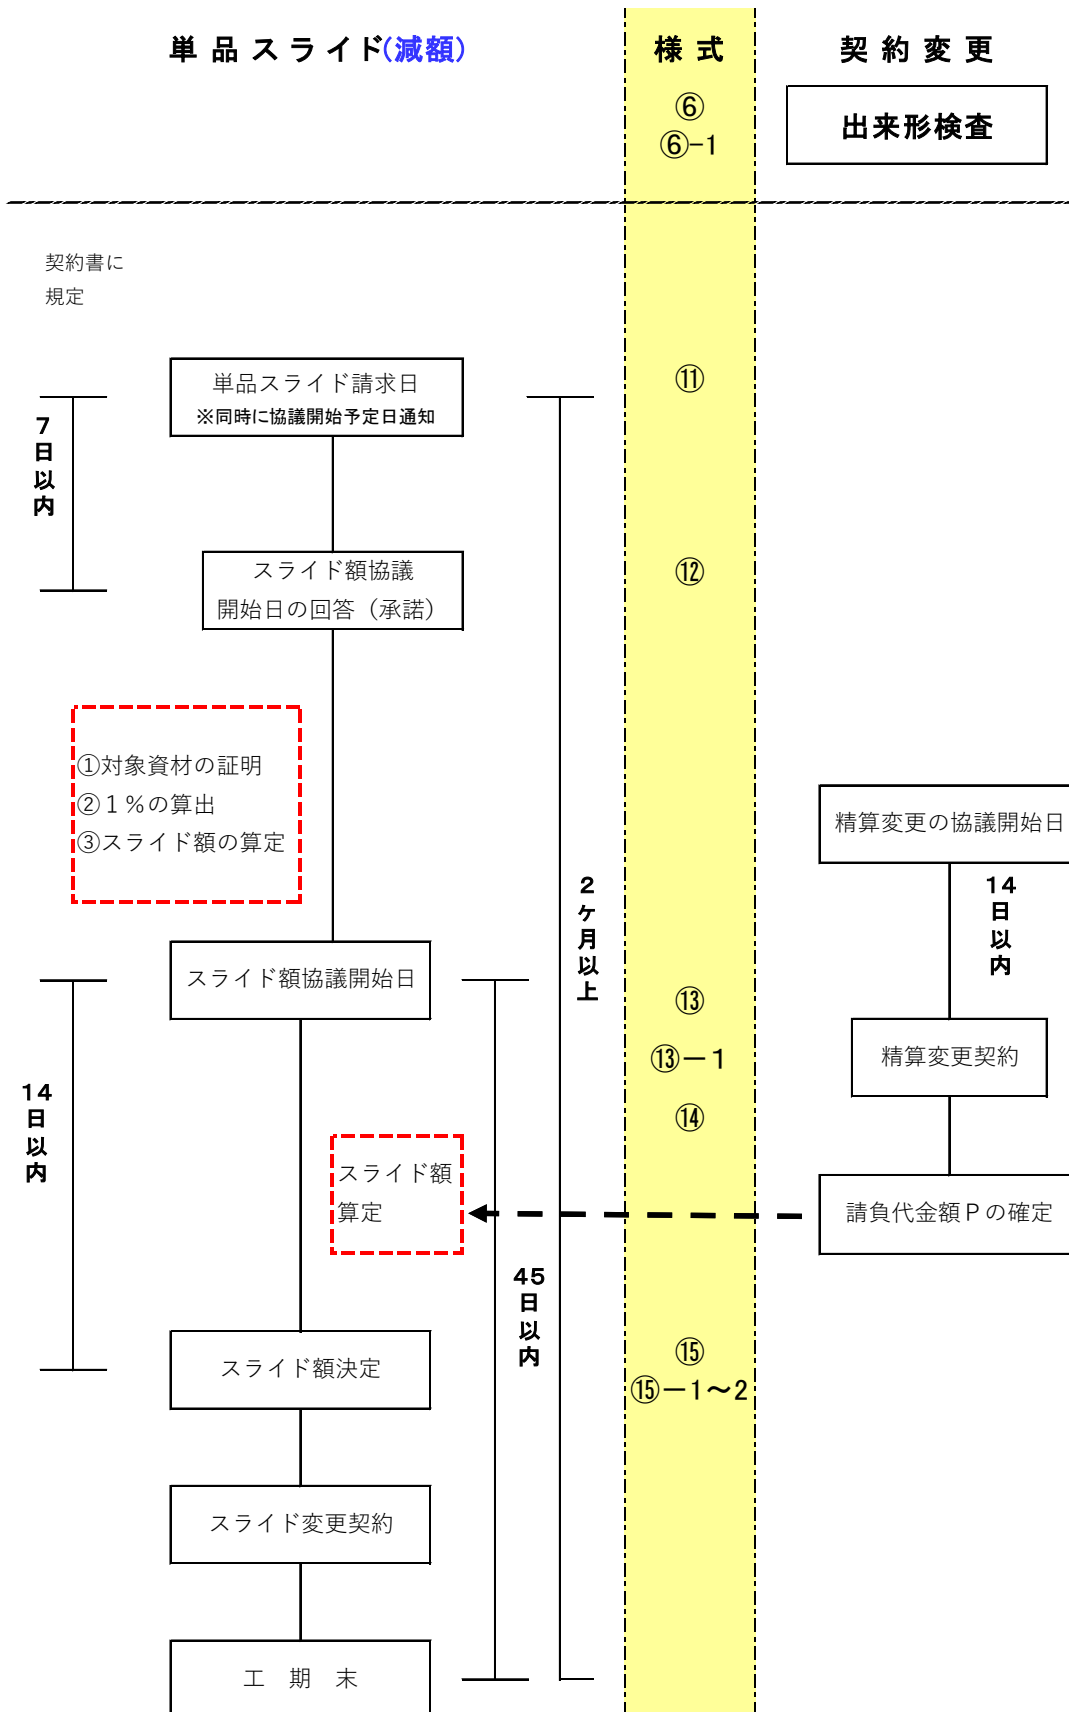 単品スライド(減額)
様式
契約変更
⑥
⑥-1
出来形検査
契約書に
規定
単品スライド請求日
※同時に協議開始予定日通知
⑪
7日以内
スライド額協議
開始日の回答（承諾）
⑫
①対象資材の証明
②１％の算出
③スライド額の算定
精算変更の協議開始日
14日以内
2ヶ月以上
スライド額協議開始日
⑬
⑬－1
⑭
精算変更契約
14日以内
スライド額
算定
請負代金額Ｐの確定
45日以内
スライド額決定
⑮
⑮－1～2
スライド変更契約
工　期　末